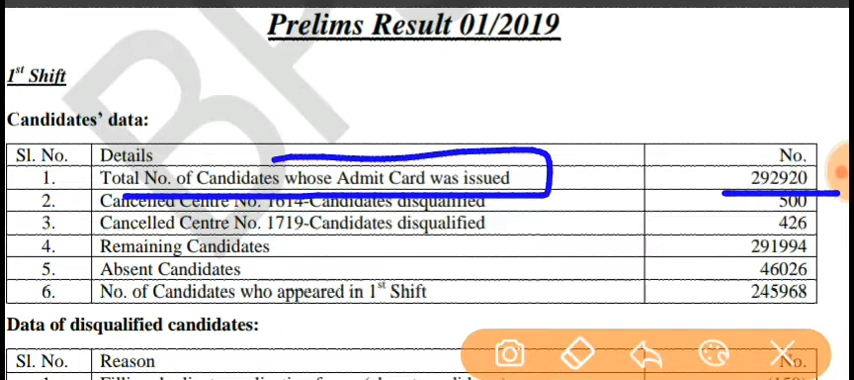 Prelims Result 01/2019
1st Shift
Candidates' data:
Sl. No. Details No.
1. Total No. of Candidates whose Admit Card was issued 292920
2. Cancelled Centre No. 1614-Candidates disqualified 500
3. Cancelled Centre No. 1719-Candidates disqualified 426
4. Remaining Candidates 291994
5. Absent Candidates 46026
6. No. of Candidates who appeared in 1st Shift 245968
Data of disqualified candidates:
Sl. No. Reason No.